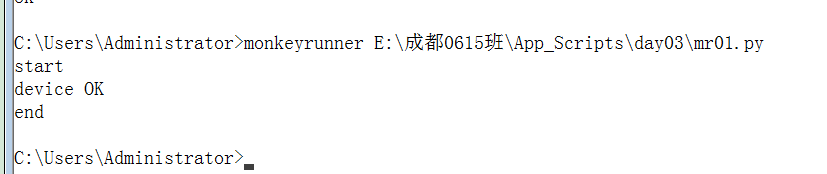 OK
C:\Users\Administrator>monkeyrunner E:\成都0615班\App_Scripts\day03\mr01.py
start
device OK
end
C:\Users\Administrator>